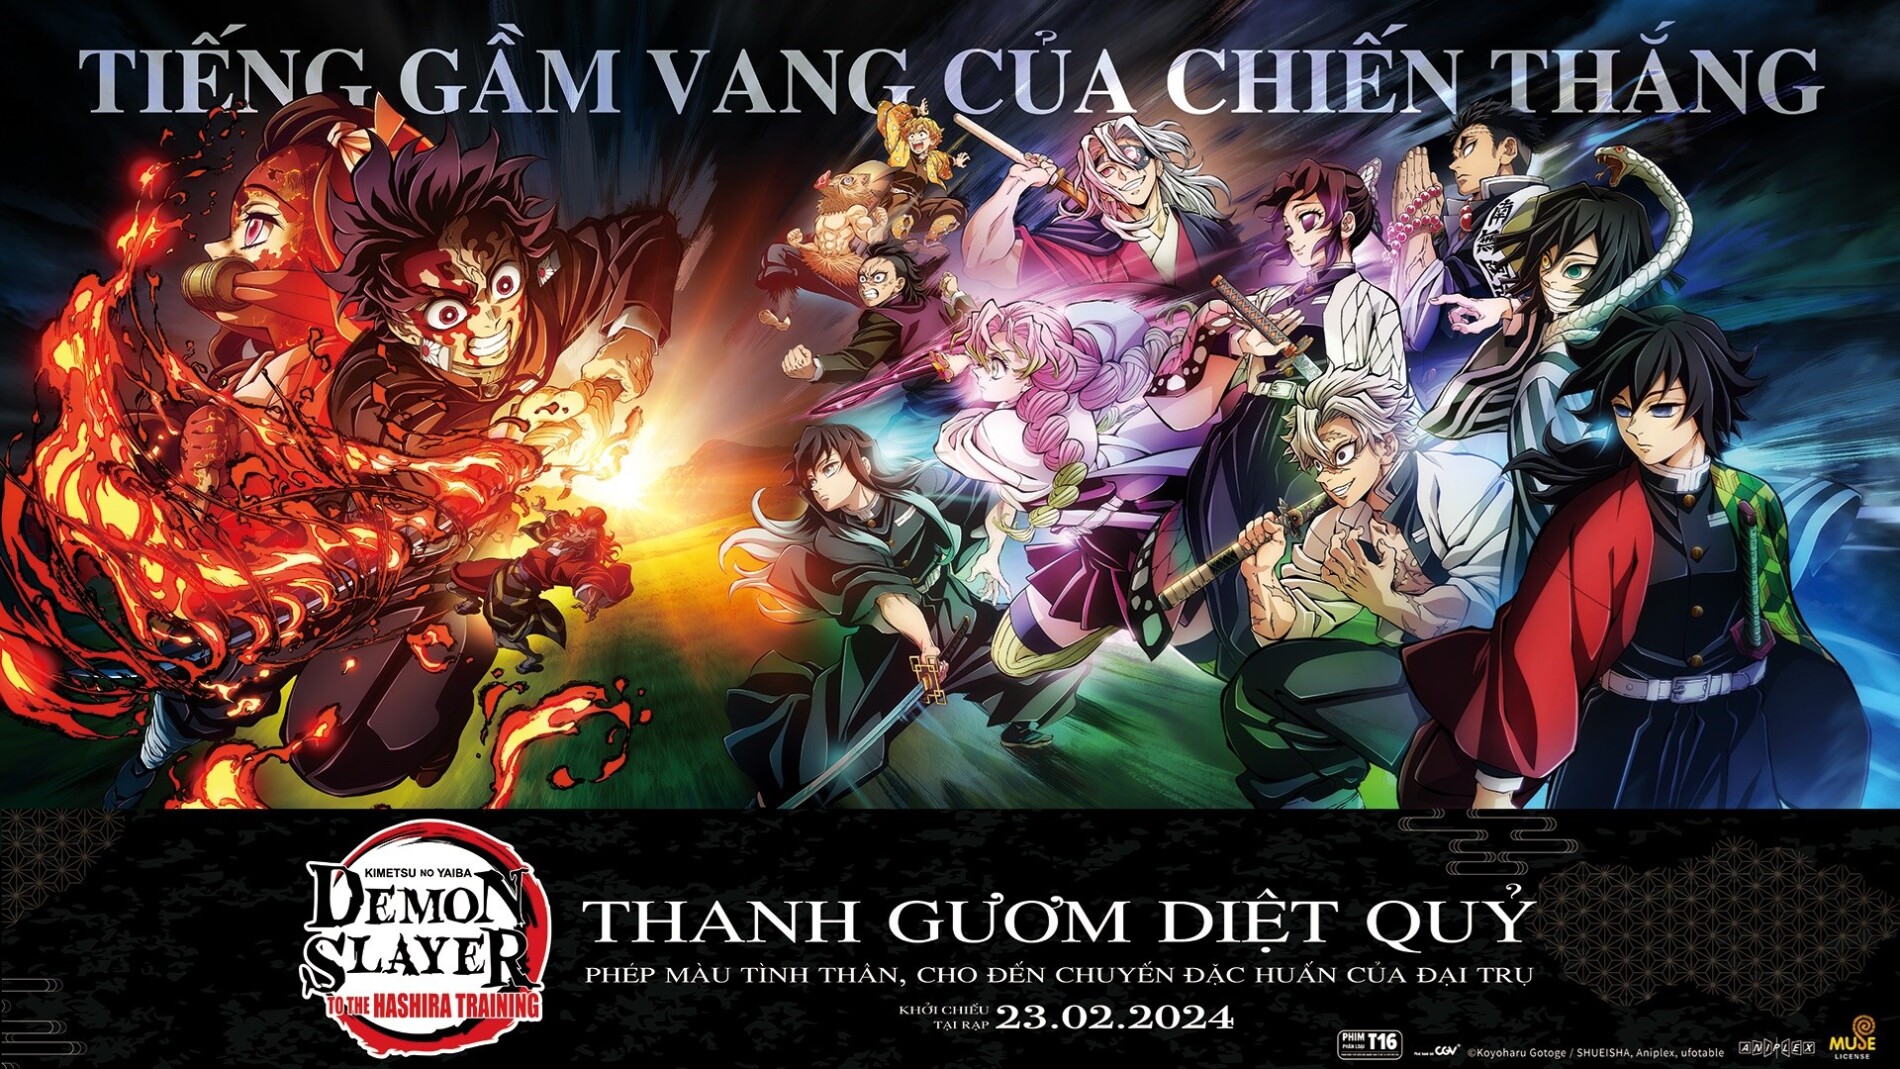 TIẾNG GẦM VANG CỦA CHIẾN THẮNG
KIMETSU NO YAIBA
DEMON
SLAYER
TO THE HASHIRA TRAINING
THANH GƯƠM DIỆT QUỶ
PHÉP MÀU TÌNH THÂN, CHO ĐẾN CHUYẾN ĐẶC HUẤN CỦA ĐẠI TRỤ
KHỞI CHIẾU
TẠI RẠP 23.02.2024
PHIM
PHÂN LOẠI T16
CGV
©Koyoharu Gotoge / SHUEISHA, Aniplex, ufotable
ANIPLEX
MUSE
LICENSE